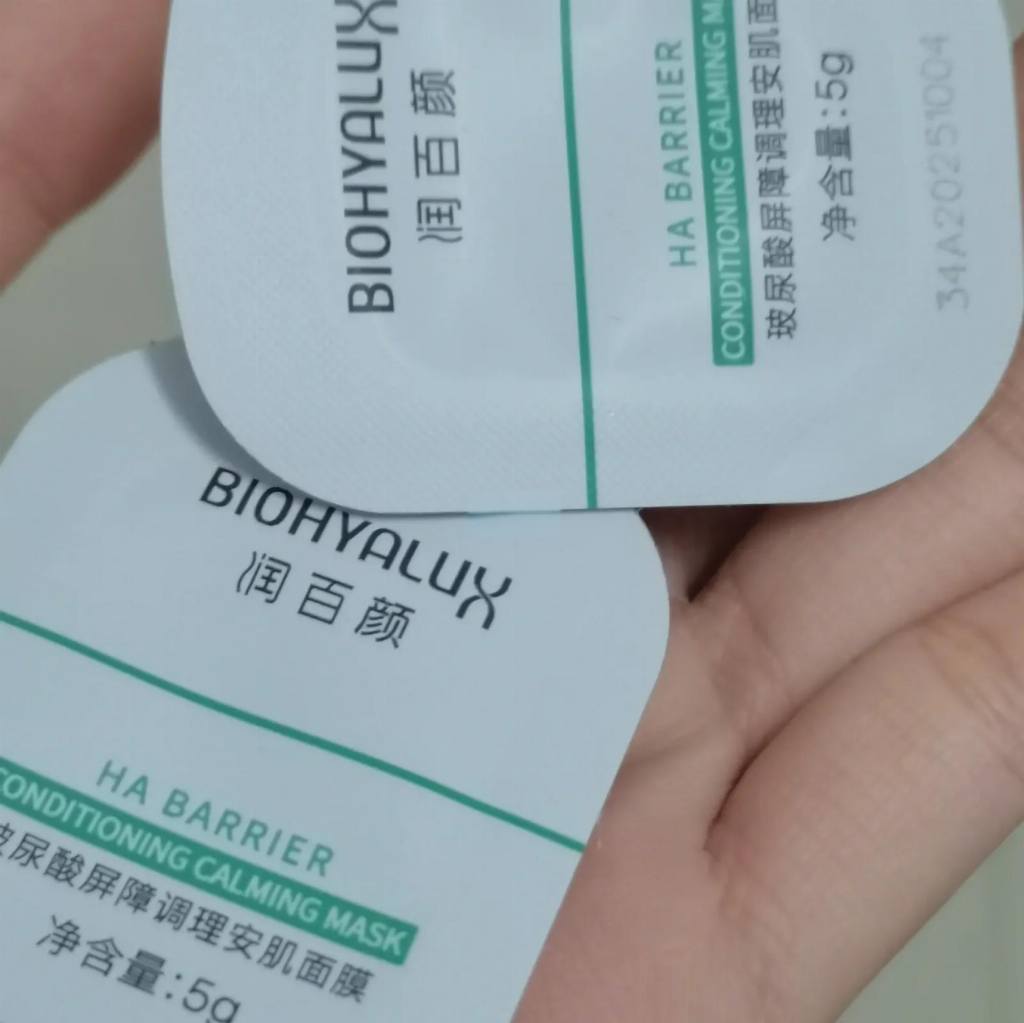 BIOHYALUX
润百颜
HA BARRIER
CONDITIONING CALMING M
玻尿酸屏障调理安肌面
净含量:5g
34A20251004
BIOHYALUX
润百颜
HA BARRIER
CONDITIONING CALMING MASK
玻尿酸屏障调理安肌面膜
净含量:5g